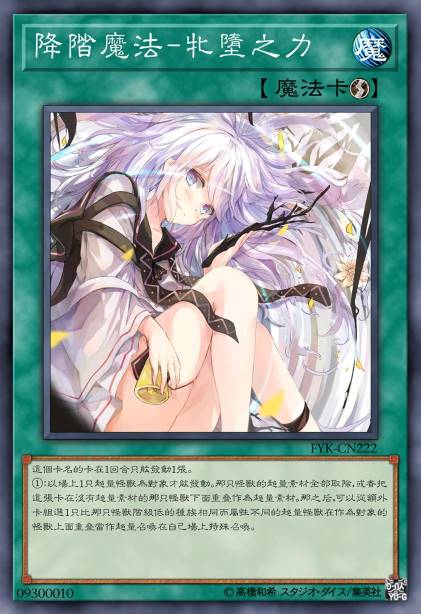 降階魔法-牝墮之力
魔
【魔法卡】
FYK-CN222
這個卡名的卡在1回合只能發動1張。
①:以場上1只超量怪獸為對象才能發動。那只怪獸的超量素材全部取除,或者把
這張卡在沒有超量素材的那只怪獸下面重疊作為超量素材。那之后,可以從額外
卡組選1只比那只怪獸階級低的種族相同而屬性不同的超量怪獸在作為對象的
怪獸上面重疊當作超量召喚在自己場上特殊召喚。
09300010
©高橋和希 スタジオ・ダイス/集英社